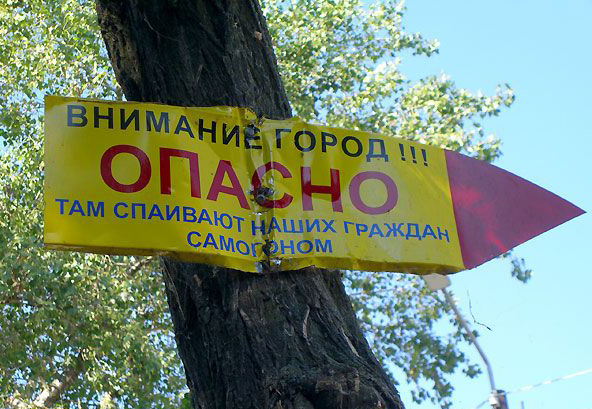 ВНИМАНИЕ ГОРОД !!!
ОПАСНО
ТАМ СПАИВАЮТ НАШИХ ГРАЖДАН
САМОГОНОМ